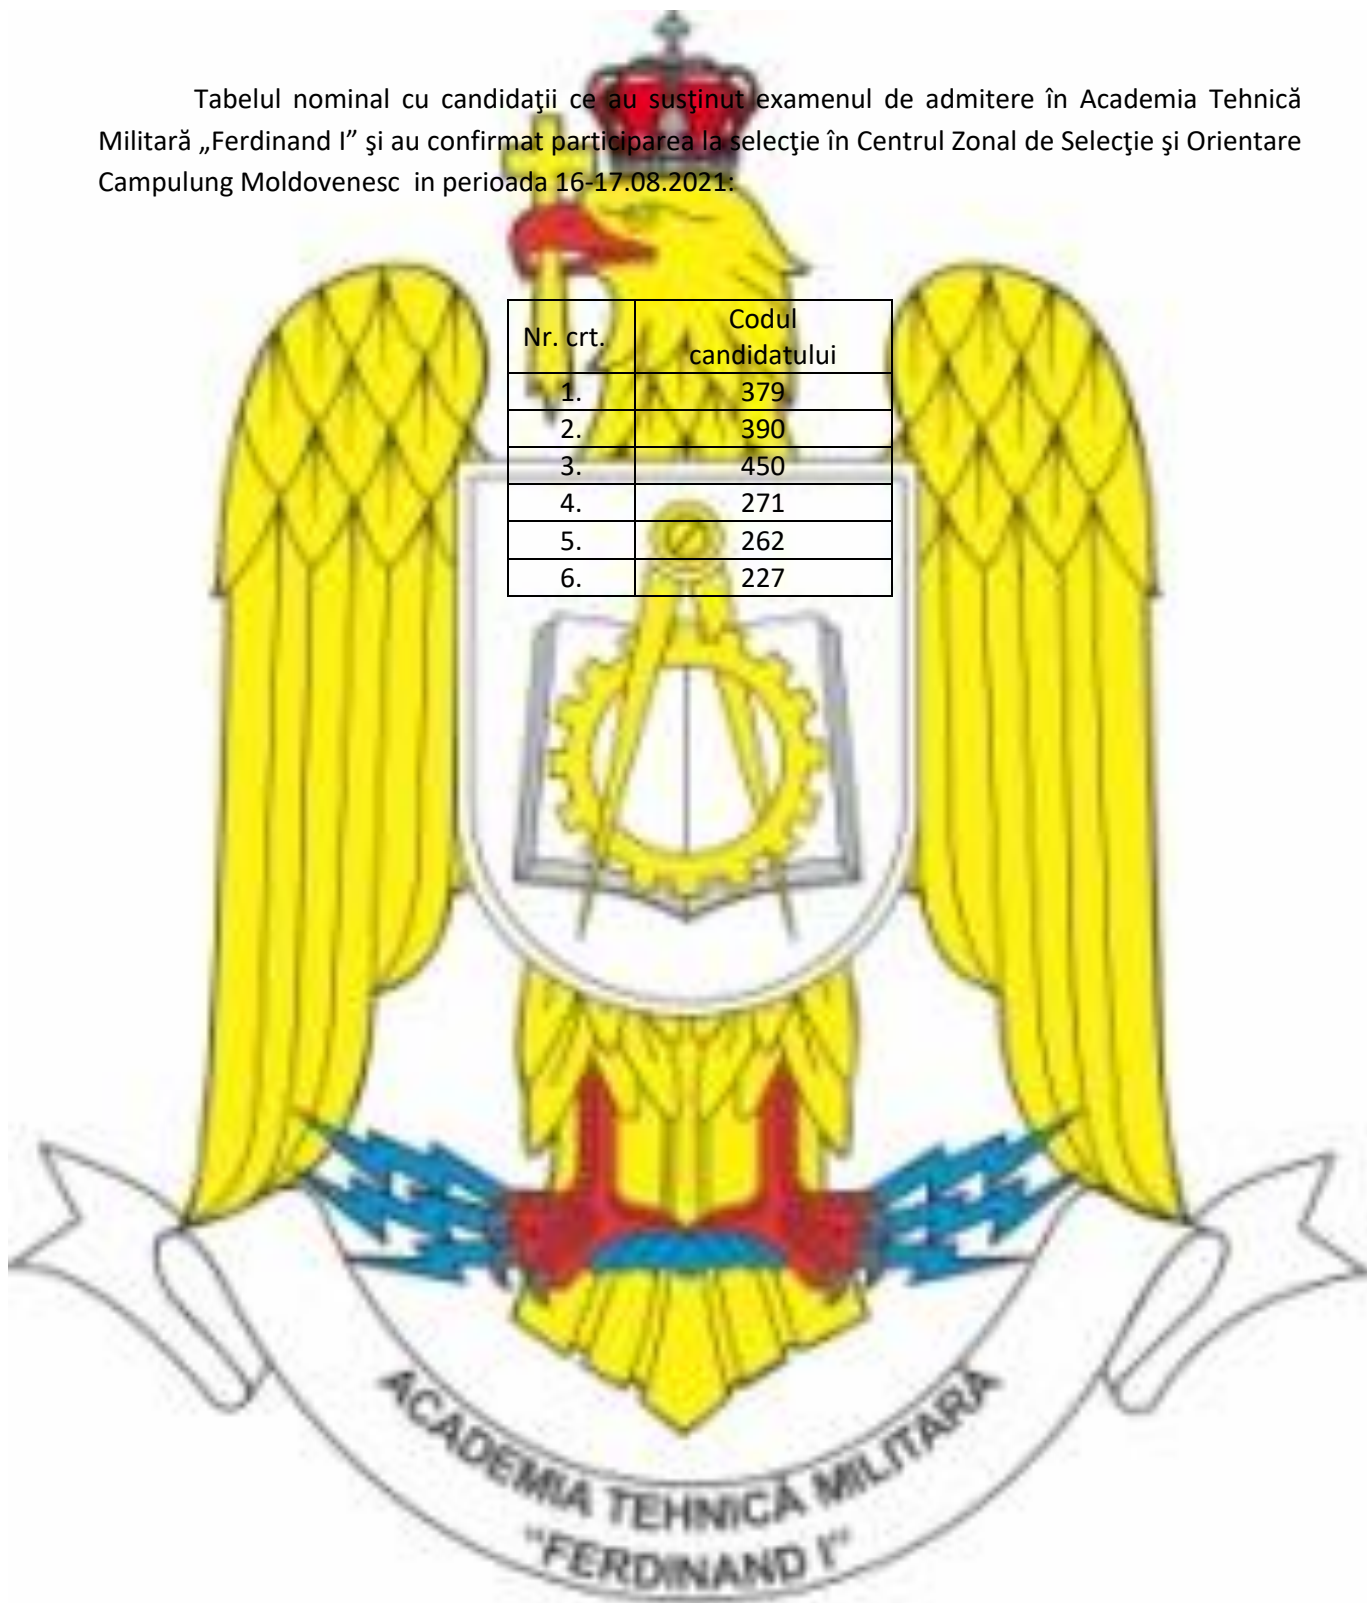 Tabelul nominal cu candidaţii ce au susţinut examenul de admitere în Academia Tehnică
Militară „Ferdinand I” şi au confirmat participarea la selecţie în Centrul Zonal de Selecţie şi Orientare
Campulung Moldovenesc  in perioada 16-17.08.2021:
Nr. crt. Codul
candidatului
1. 379
2. 390
3. 450
4. 271
5. 262
6. 227
ACADEMIA TEHNICĂ MILITARĂ
"FERDINAND I"